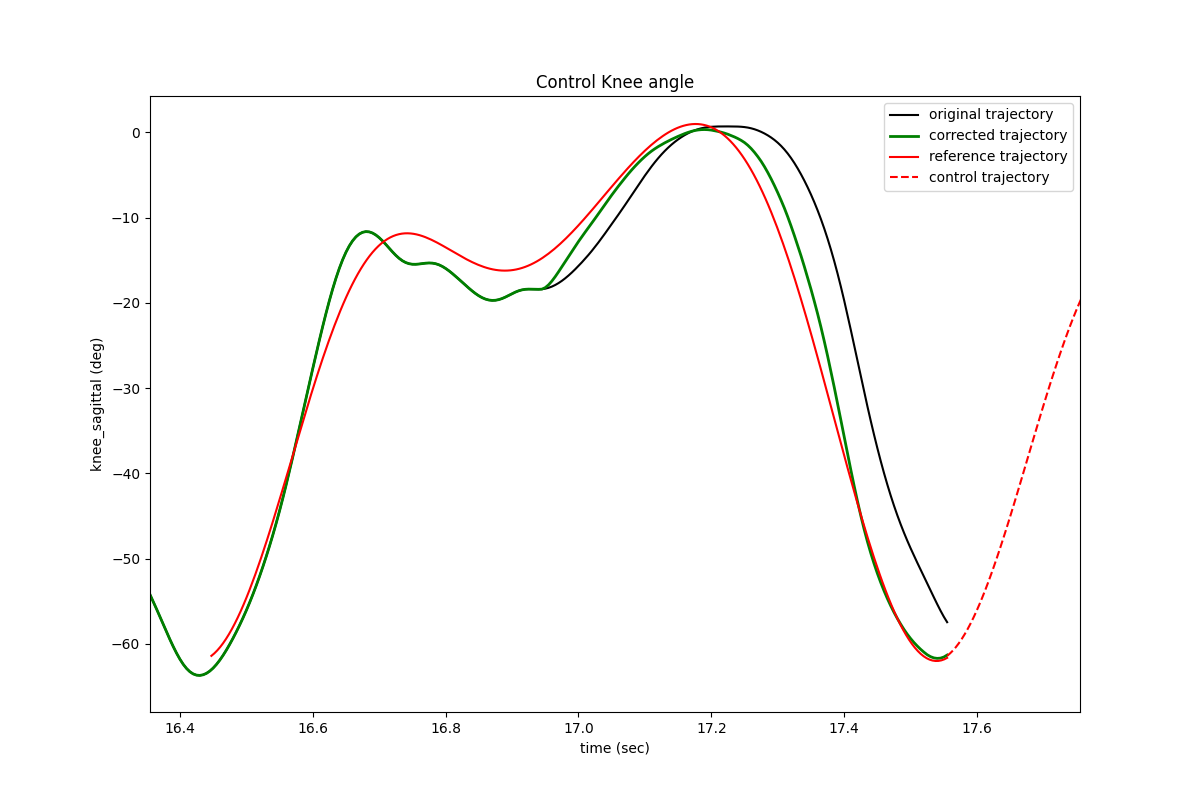 Control Knee angle
original trajectory
corrected trajectory
reference trajectory
control trajectory
0
−10
−20
−30
−40
−50
−60
knee_sagittal (deg)
16.4 16.6 16.8 17.0 17.2 17.4 17.6
time (sec)